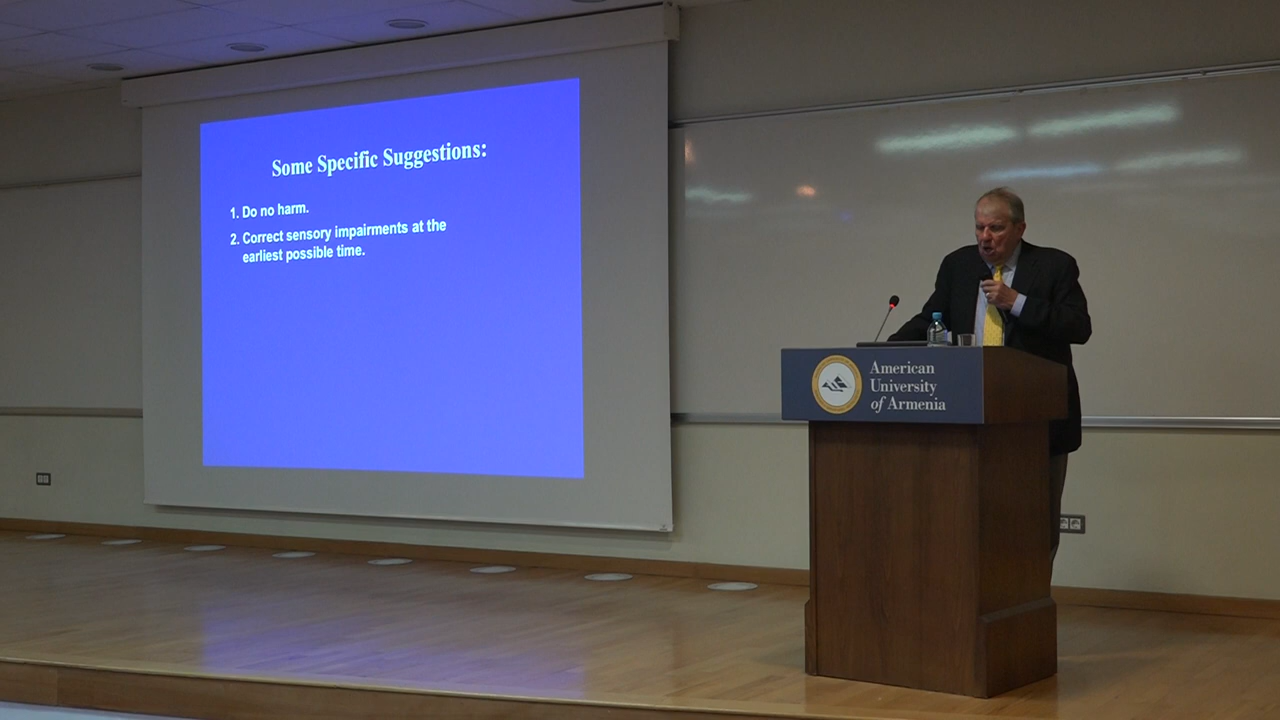 Some Specific Suggestions:
1. Do no harm.
2. Correct sensory impairments at the
earliest possible time.
American
University
of Armenia